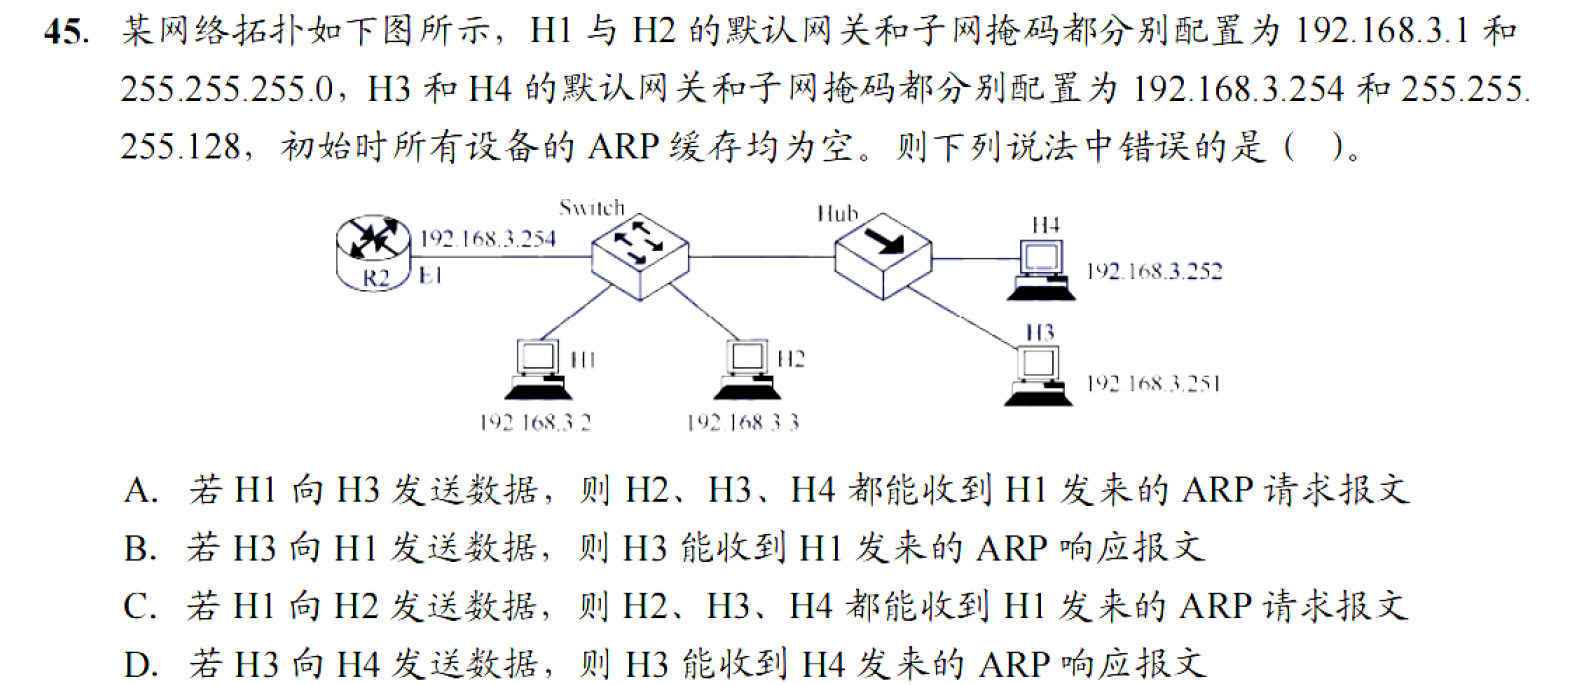 45. 某网络拓扑如下图所示，H1 与 H2 的默认网关和子网掩码都分别配置为 192.168.3.1 和
255.255.255.0，H3 和 H4 的默认网关和子网掩码都分别配置为 192.168.3.254 和 255.255.
255.128，初始时所有设备的 ARP 缓存均为空。则下列说法中错误的是（ ）。
Switch
Hub
H4
192.168.3.254
R2
E1
192.168.3.252
H3
H1
H2
192 168.3.251
192 168.3.2
192.168 3 3
A. 若 H1 向 H3 发送数据，则 H2、H3、H4 都能收到 H1 发来的 ARP 请求报文
B. 若 H3 向 H1 发送数据，则 H3 能收到 H1 发来的 ARP 响应报文
C. 若 H1 向 H2 发送数据，则 H2、H3、H4 都能收到 H1 发来的 ARP 请求报文
D. 若 H3 向 H4 发送数据，则 H3 能收到 H4 发来的 ARP 响应报文